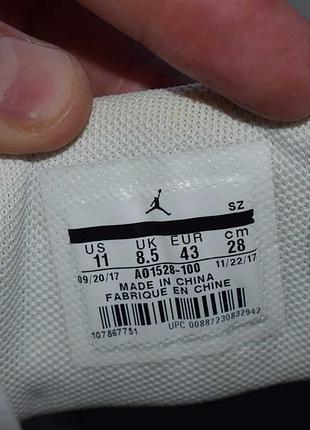 SZ
US UK EUR cm
11 8.5 43 28
09/20/17 AO1528-100 11/22/17
MADE IN CHINA
FABRIQUE EN CHINE
107867751
UPC 00887230832942